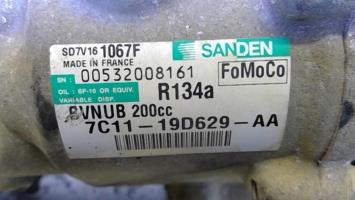 SD7V16 1067F SANDEN
MADE IN FRANCE
SN : 00532008161 FoMoCo
OIL : SP-10 OR EQUIV. R134a
VARIABLE DISP.
BVNUB 200cc
7C11-19D629-AA